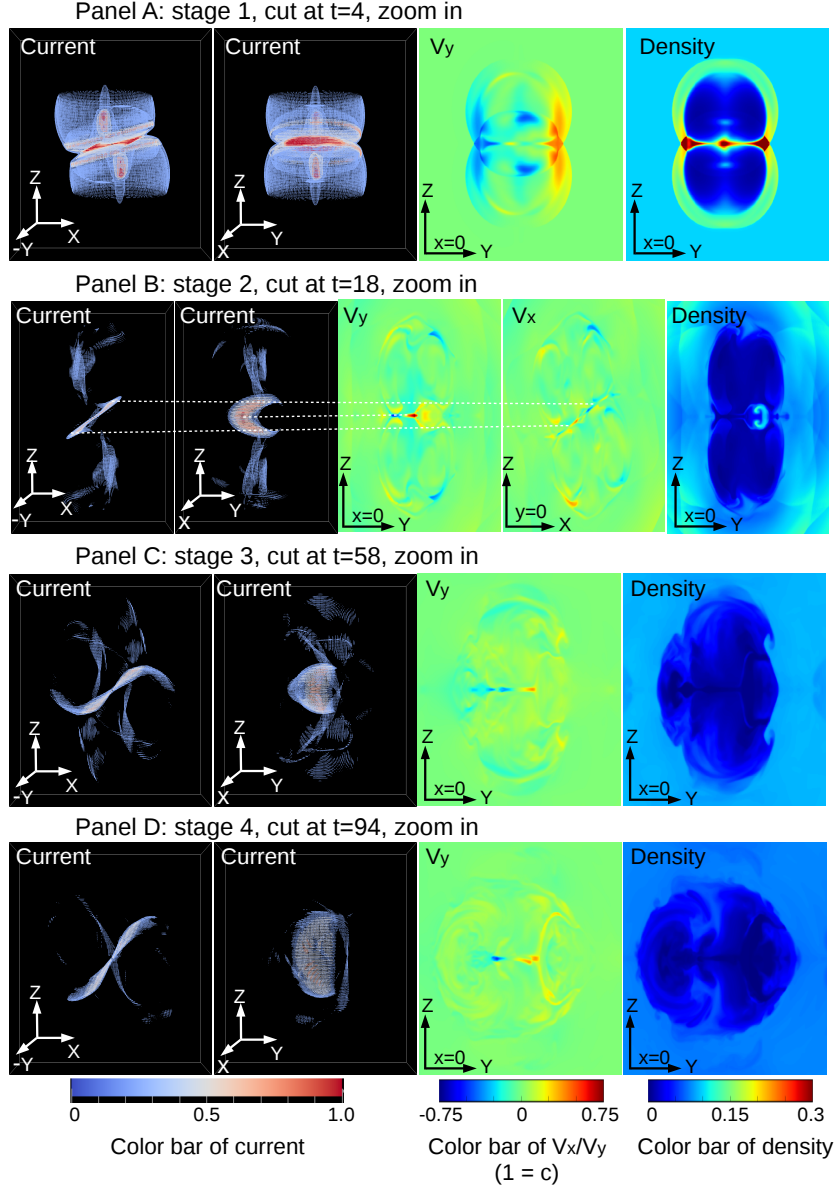 Panel A: stage 1, cut at t=4, zoom in
Current
Current
Vy
Density
Z
X
-Y
Z
Y
X
Z
x=0
Y
Z
x=0
Y
Panel B: stage 2, cut at t=18, zoom in
Current
Current
Vy
Vx
Density
Z
X
-Y
Z
Y
X
Z
x=0
Y
Z
y=0
X
Z
x=0
Y
Panel C: stage 3, cut at t=58, zoom in
Current
Current
Vy
Density
Z
X
-Y
Z
Y
X
Z
x=0
Y
Z
x=0
Y
Panel D: stage 4, cut at t=94, zoom in
Current
Current
Vy
Density
Z
X
-Y
Z
Y
X
Z
x=0
Y
Z
x=0
Y
0 0.5 1.0
Color bar of current
-0.75 0 0.75
Color bar of Vx/Vy
(1 = c)
0 0.15 0.3
Color bar of density